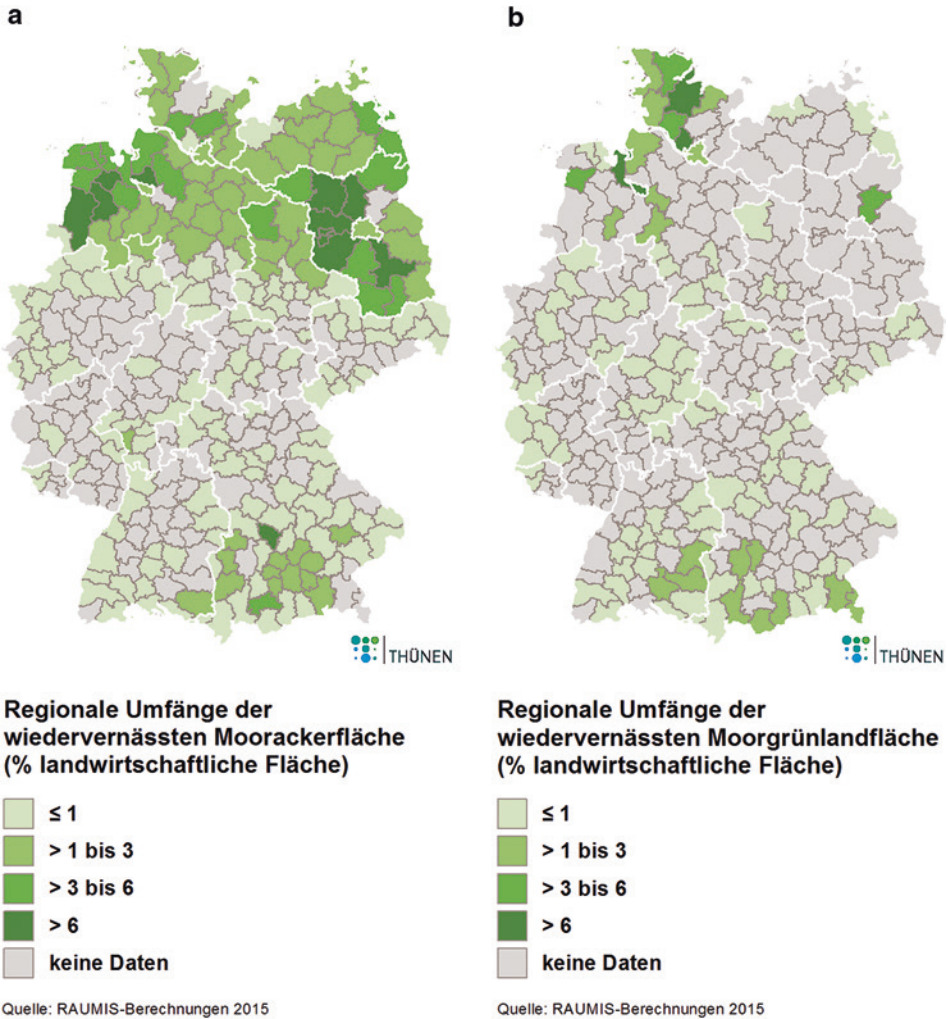 a
THÜNEN
Regionale Umfänge der
wiedervernässten Moorackerfläche
(% landwirtschaftliche Fläche)
≤ 1
> 1 bis 3
> 3 bis 6
> 6
keine Daten
Quelle: RAUMIS-Berechnungen 2015
b
THÜNEN
Regionale Umfänge der
wiedervernässten Moorgrünlandfläche
(% landwirtschaftliche Fläche)
≤ 1
> 1 bis 3
> 3 bis 6
> 6
keine Daten
Quelle: RAUMIS-Berechnungen 2015